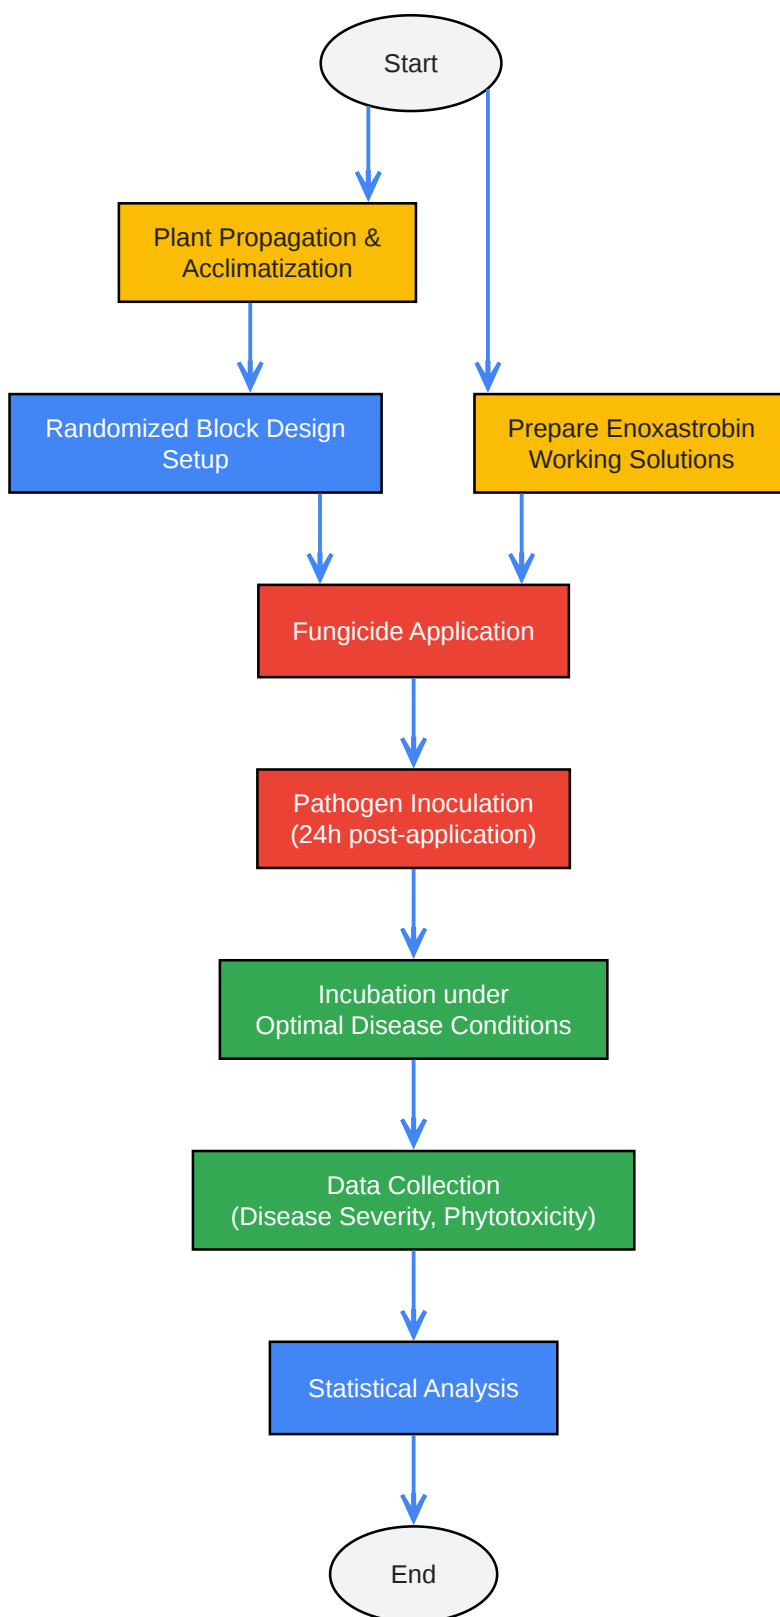 Start
Plant Propagation &
Acclimatization
Randomized Block Design
Setup
Prepare Enoxastrobin
Working Solutions
Fungicide Application
Pathogen Inoculation
(24h post-application)
Incubation under
Optimal Disease Conditions
Data Collection
(Disease Severity, Phytotoxicity)
Statistical Analysis
End